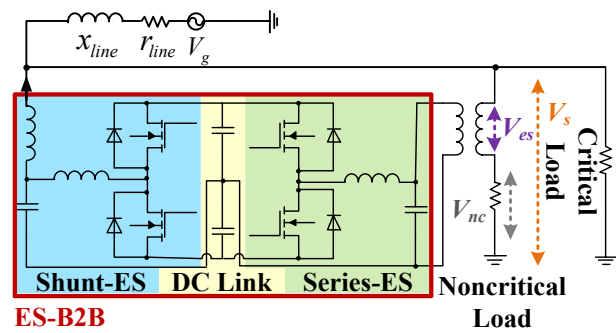 x_line
r_line
V_g
V_es
V_s
V_nc
Critical
Load
Shunt-ES
DC Link
Series-ES
Noncritical
Load
ES-B2B